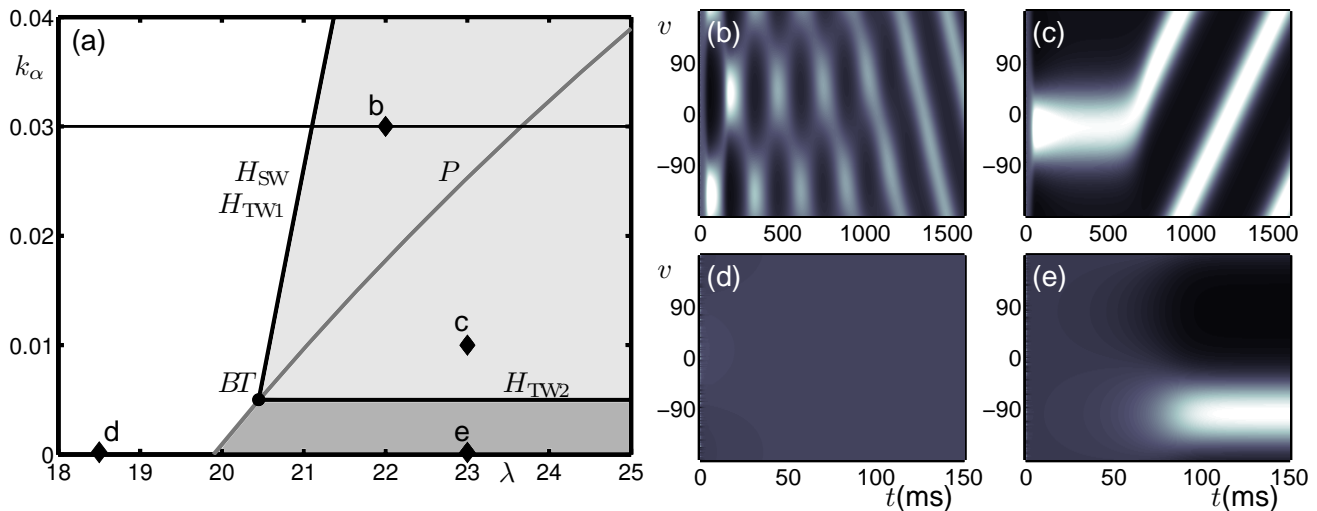 (a)
0.04
k_α
0.03
0.02
0.01
0
b
H_SW
H_TW1
P
c
BT
H_TW2
d
e
18 19 20 21 22 23 24 25
λ
v
(b)
90
0
−90
0 500 1000 1500
(c)
90
0
−90
0 500 1000 1500
v
(d)
90
0
−90
0 50 100 150
t(ms)
(e)
90
0
−90
0 50 100 150
t(ms)